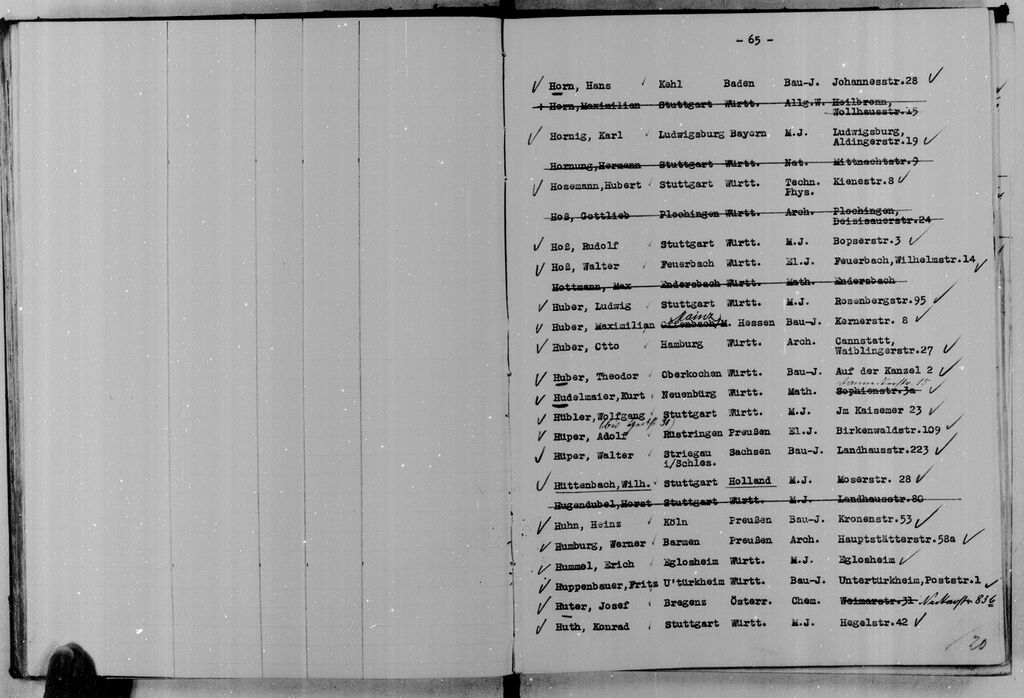 - 65 -
✓ Horn, Hans ✓ Kehl Baden Bau-J. Johannesstr.28 ✓
+ Horn,Maximilian Stuttgart Württ. Allg.W. Heilbronn,
Wollhausstr.15
✓ Hornig, Karl ✓ Ludwigsburg Bayern M.J. Ludwigsburg,
Aldingerstr.19 ✓
Hornung,Hermann Stuttgart Württ. Nat. Mittnachtstr.9
✓ Hosemann,Hubert ✓ Stuttgart Württ. Techn. Kienestr.8 ✓
Phys.
Hoß, Gottlieb Plochingen Württ. Arch. Plochingen,
Deizisauerstr.24
✓ Hoß, Rudolf ✓ Stuttgart Württ. M.J. Bopserstr.3 ✓
✓ Hoß, Walter ✓ Feuerbach Württ. El.J. Feuerbach,Wilhelmstr.14 ✓
Hottmann, Max Endersbach Württ. Math. Endersbach
✓ Huber, Ludwig ✓ Stuttgart Württ. M.J. Rosenbergstr.95 ✓
Mainz
✓ Huber, Maximilian Offenbach/M. Hessen Bau-J. Kernerstr. 8 ✓
✓ Huber, Otto ✓ Hamburg Württ. Arch. Cannstatt,
Waiblingerstr.27 ✓
✓ Huber, Theodor ✓ Oberkochen Württ. Bau-J. Auf der Kanzel 2 ✓
15
✓ Hudelmaier,Kurt ✓ Neuenbürg Württ. Math. Sophienstr.3a ✓
✓ Hübler,Wolfgang ✓ Stuttgart Württ. M.J. Jm Kaisemer 23 ✓
✓ Hüper, Adolf ✓ Rüstringen Preußen El.J. Birkenwaldstr.109 ✓
✓ Hüper, Walter ✓ Striegau Sachsen Bau-J. Landhausstr.223 ✓
i/Schles.
✓ Hüttenbach,Wilh. ✓ Stuttgart Holland M.J. Moserstr. 28 ✓
Hugendubel,Horst Stuttgart Württ. M.J. Landhausstr.80
✓ Huhn, Heinz ✓ Köln Preußen Bau-J. Kronenstr.53 ✓
✓ Humburg, Werner ✓ Barmen Preußen Arch. Hauptstätterstr.58a ✓
✓ Hummel, Erich ✓ Eglosheim Württ. M.J. Eglosheim ✓
✓ Huppenbauer,Fritz U'türkheim Württ. Bau-J. Untertürkheim,Poststr.1 ✓
✓ Huter, Josef ✓ Bregenz Österr. Chem. Weimarstr.31 Neckarstr. 83 6
✓ Huth, Konrad ✓ Stuttgart Württ. M.J. Hegelstr.42 ✓
20